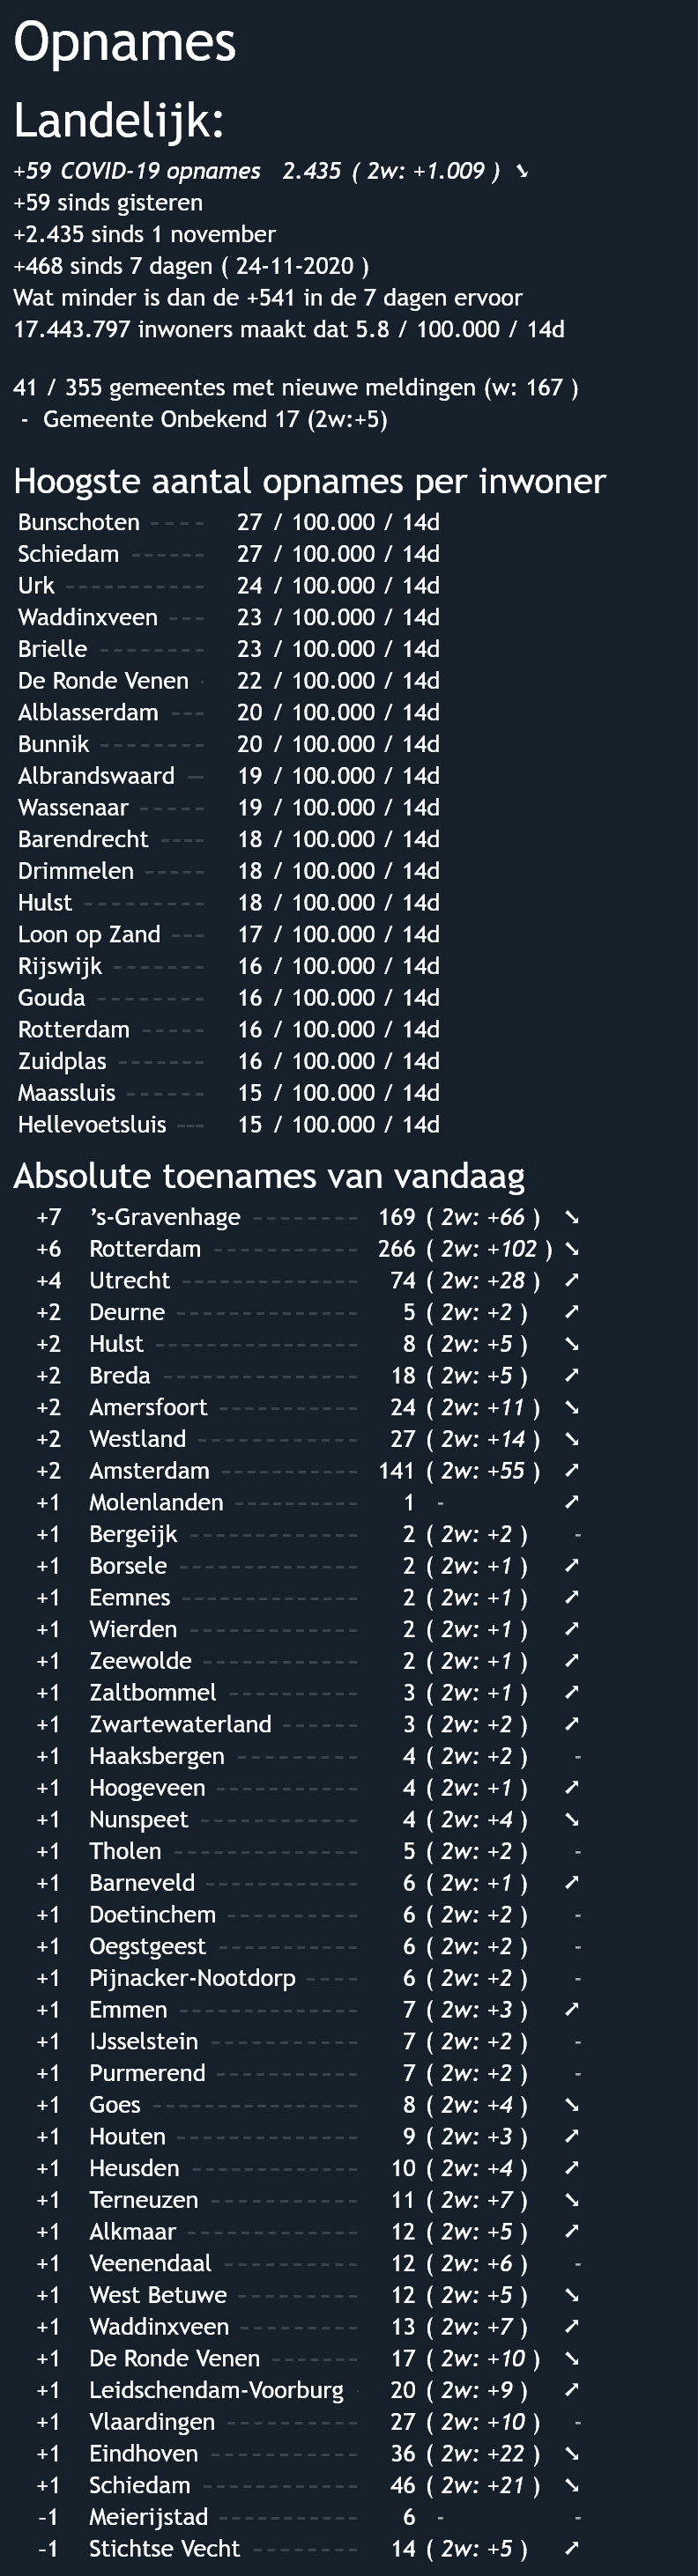 Opnames
Landelijk:
+59 COVID-19 opnames 2.435 ( 2w: +1.009 ) ➘
+59 sinds gisteren
+2.435 sinds 1 november
+468 sinds 7 dagen ( 24-11-2020 )
Wat minder is dan de +541 in de 7 dagen ervoor
17.443.797 inwoners maakt dat 5.8 / 100.000 / 14d
41 / 355 gemeentes met nieuwe meldingen (w: 167 )
- Gemeente Onbekend 17 (2w:+5)
Hoogste aantal opnames per inwoner
Bunschoten ---- 27 / 100.000 / 14d
Schiedam ------ 27 / 100.000 / 14d
Urk ----------- 24 / 100.000 / 14d
Waddinxveen --- 23 / 100.000 / 14d
Brielle -------- 23 / 100.000 / 14d
De Ronde Venen - 22 / 100.000 / 14d
Alblasserdam --- 20 / 100.000 / 14d
Bunnik -------- 20 / 100.000 / 14d
Albrandswaard -- 19 / 100.000 / 14d
Wassenaar ----- 19 / 100.000 / 14d
Barendrecht ---- 18 / 100.000 / 14d
Drimmelen ----- 18 / 100.000 / 14d
Hulst --------- 18 / 100.000 / 14d
Loon op Zand --- 17 / 100.000 / 14d
Rijswijk ------- 16 / 100.000 / 14d
Gouda -------- 16 / 100.000 / 14d
Rotterdam ----- 16 / 100.000 / 14d
Zuidplas ------- 16 / 100.000 / 14d
Maassluis ------ 15 / 100.000 / 14d
Hellevoetsluis --- 15 / 100.000 / 14d
Absolute toenames van vandaag
+7 's-Gravenhage -------- 169 ( 2w: +66 ) ➘
+6 Rotterdam ----------- 266 ( 2w: +102 ) ➘
+4 Utrecht ------------- 74 ( 2w: +28 ) ➚
+2 Deurne -------------- 5 ( 2w: +2 ) ➚
+2 Hulst --------------- 8 ( 2w: +5 ) ➘
+2 Breda --------------- 18 ( 2w: +5 ) ➚
+2 Amersfoort ---------- 24 ( 2w: +11 ) ➘
+2 Westland ------------ 27 ( 2w: +14 ) ➘
+2 Amsterdam ----------- 141 ( 2w: +55 ) ➚
+1 Molenlanden --------- 1 - ➚
+1 Bergeijk ------------ 2 ( 2w: +2 ) -
+1 Borsele ------------- 2 ( 2w: +1 ) ➚
+1 Eemnes ------------- 2 ( 2w: +1 ) ➚
+1 Wierden ------------- 2 ( 2w: +1 ) ➚
+1 Zeewolde ----------- 2 ( 2w: +1 ) ➚
+1 Zaltbommel --------- 3 ( 2w: +1 ) ➚
+1 Zwartewaterland ------ 3 ( 2w: +2 ) ➚
+1 Haaksbergen --------- 4 ( 2w: +2 ) -
+1 Hoogeveen ---------- 4 ( 2w: +1 ) ➚
+1 Nunspeet ------------ 4 ( 2w: +4 ) ➘
+1 Tholen -------------- 5 ( 2w: +2 ) -
+1 Barneveld ----------- 6 ( 2w: +1 ) ➚
+1 Doetinchem ---------- 6 ( 2w: +2 ) -
+1 Oegstgeest ---------- 6 ( 2w: +2 ) -
+1 Pijnacker-Nootdorp ---- 6 ( 2w: +2 ) -
+1 Emmen -------------- 7 ( 2w: +3 ) ➚
+1 IJsselstein ----------- 7 ( 2w: +2 ) -
+1 Purmerend ---------- 7 ( 2w: +2 ) -
+1 Goes --------------- 8 ( 2w: +4 ) ➘
+1 Houten ------------- 9 ( 2w: +3 ) ➚
+1 Heusden ------------ 10 ( 2w: +4 ) ➚
+1 Terneuzen ----------- 11 ( 2w: +7 ) ➘
+1 Alkmaar ------------ 12 ( 2w: +5 ) ➚
+1 Veenendaal ---------- 12 ( 2w: +6 ) -
+1 West Betuwe --------- 12 ( 2w: +5 ) ➘
+1 Waddinxveen --------- 13 ( 2w: +7 ) ➚
+1 De Ronde Venen ------- 17 ( 2w: +10 ) ➘
+1 Leidschendam-Voorburg - 20 ( 2w: +9 ) ➚
+1 Vlaardingen ---------- 27 ( 2w: +10 ) -
+1 Eindhoven ----------- 36 ( 2w: +22 ) ➘
+1 Schiedam ------------ 46 ( 2w: +21 ) ➘
-1 Meierijstad ----------- 6 - -
-1 Stichtse Vecht -------- 14 ( 2w: +5 ) ➚